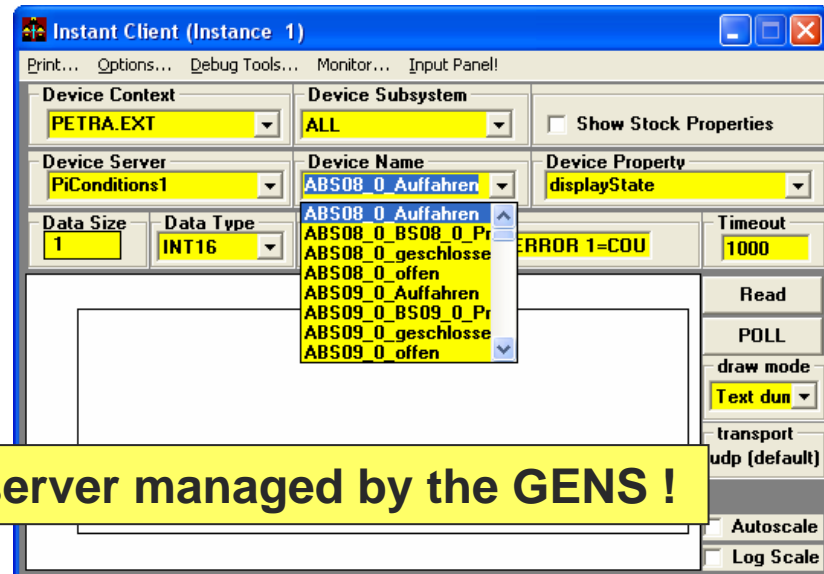 Instant Client (Instance 1)
Print... Options... Debug Tools... Monitor... Input Panel!
Device Context
Device Subsystem
PETRA.EXT
ALL
Show Stock Properties
Device Server
Device Name
Device Property
PiConditions1
ABS08_0_Auffahren
displayState
Data Size
Data Type
Timeout
1
INT16
ERROR 1=COU
1000
ABS08_0_Auffahren
ABS08_0_BS08_0_Pr
ABS08_0_geschlosse
ABS08_0_offen
ABS09_0_Auffahren
ABS09_0_BS09_0_Pr
ABS09_0_geschlosse
ABS09_0_offen
Read
POLL
draw mode
Text dun
transport
udp (default)
server managed by the GENS !
Autoscale
Log Scale